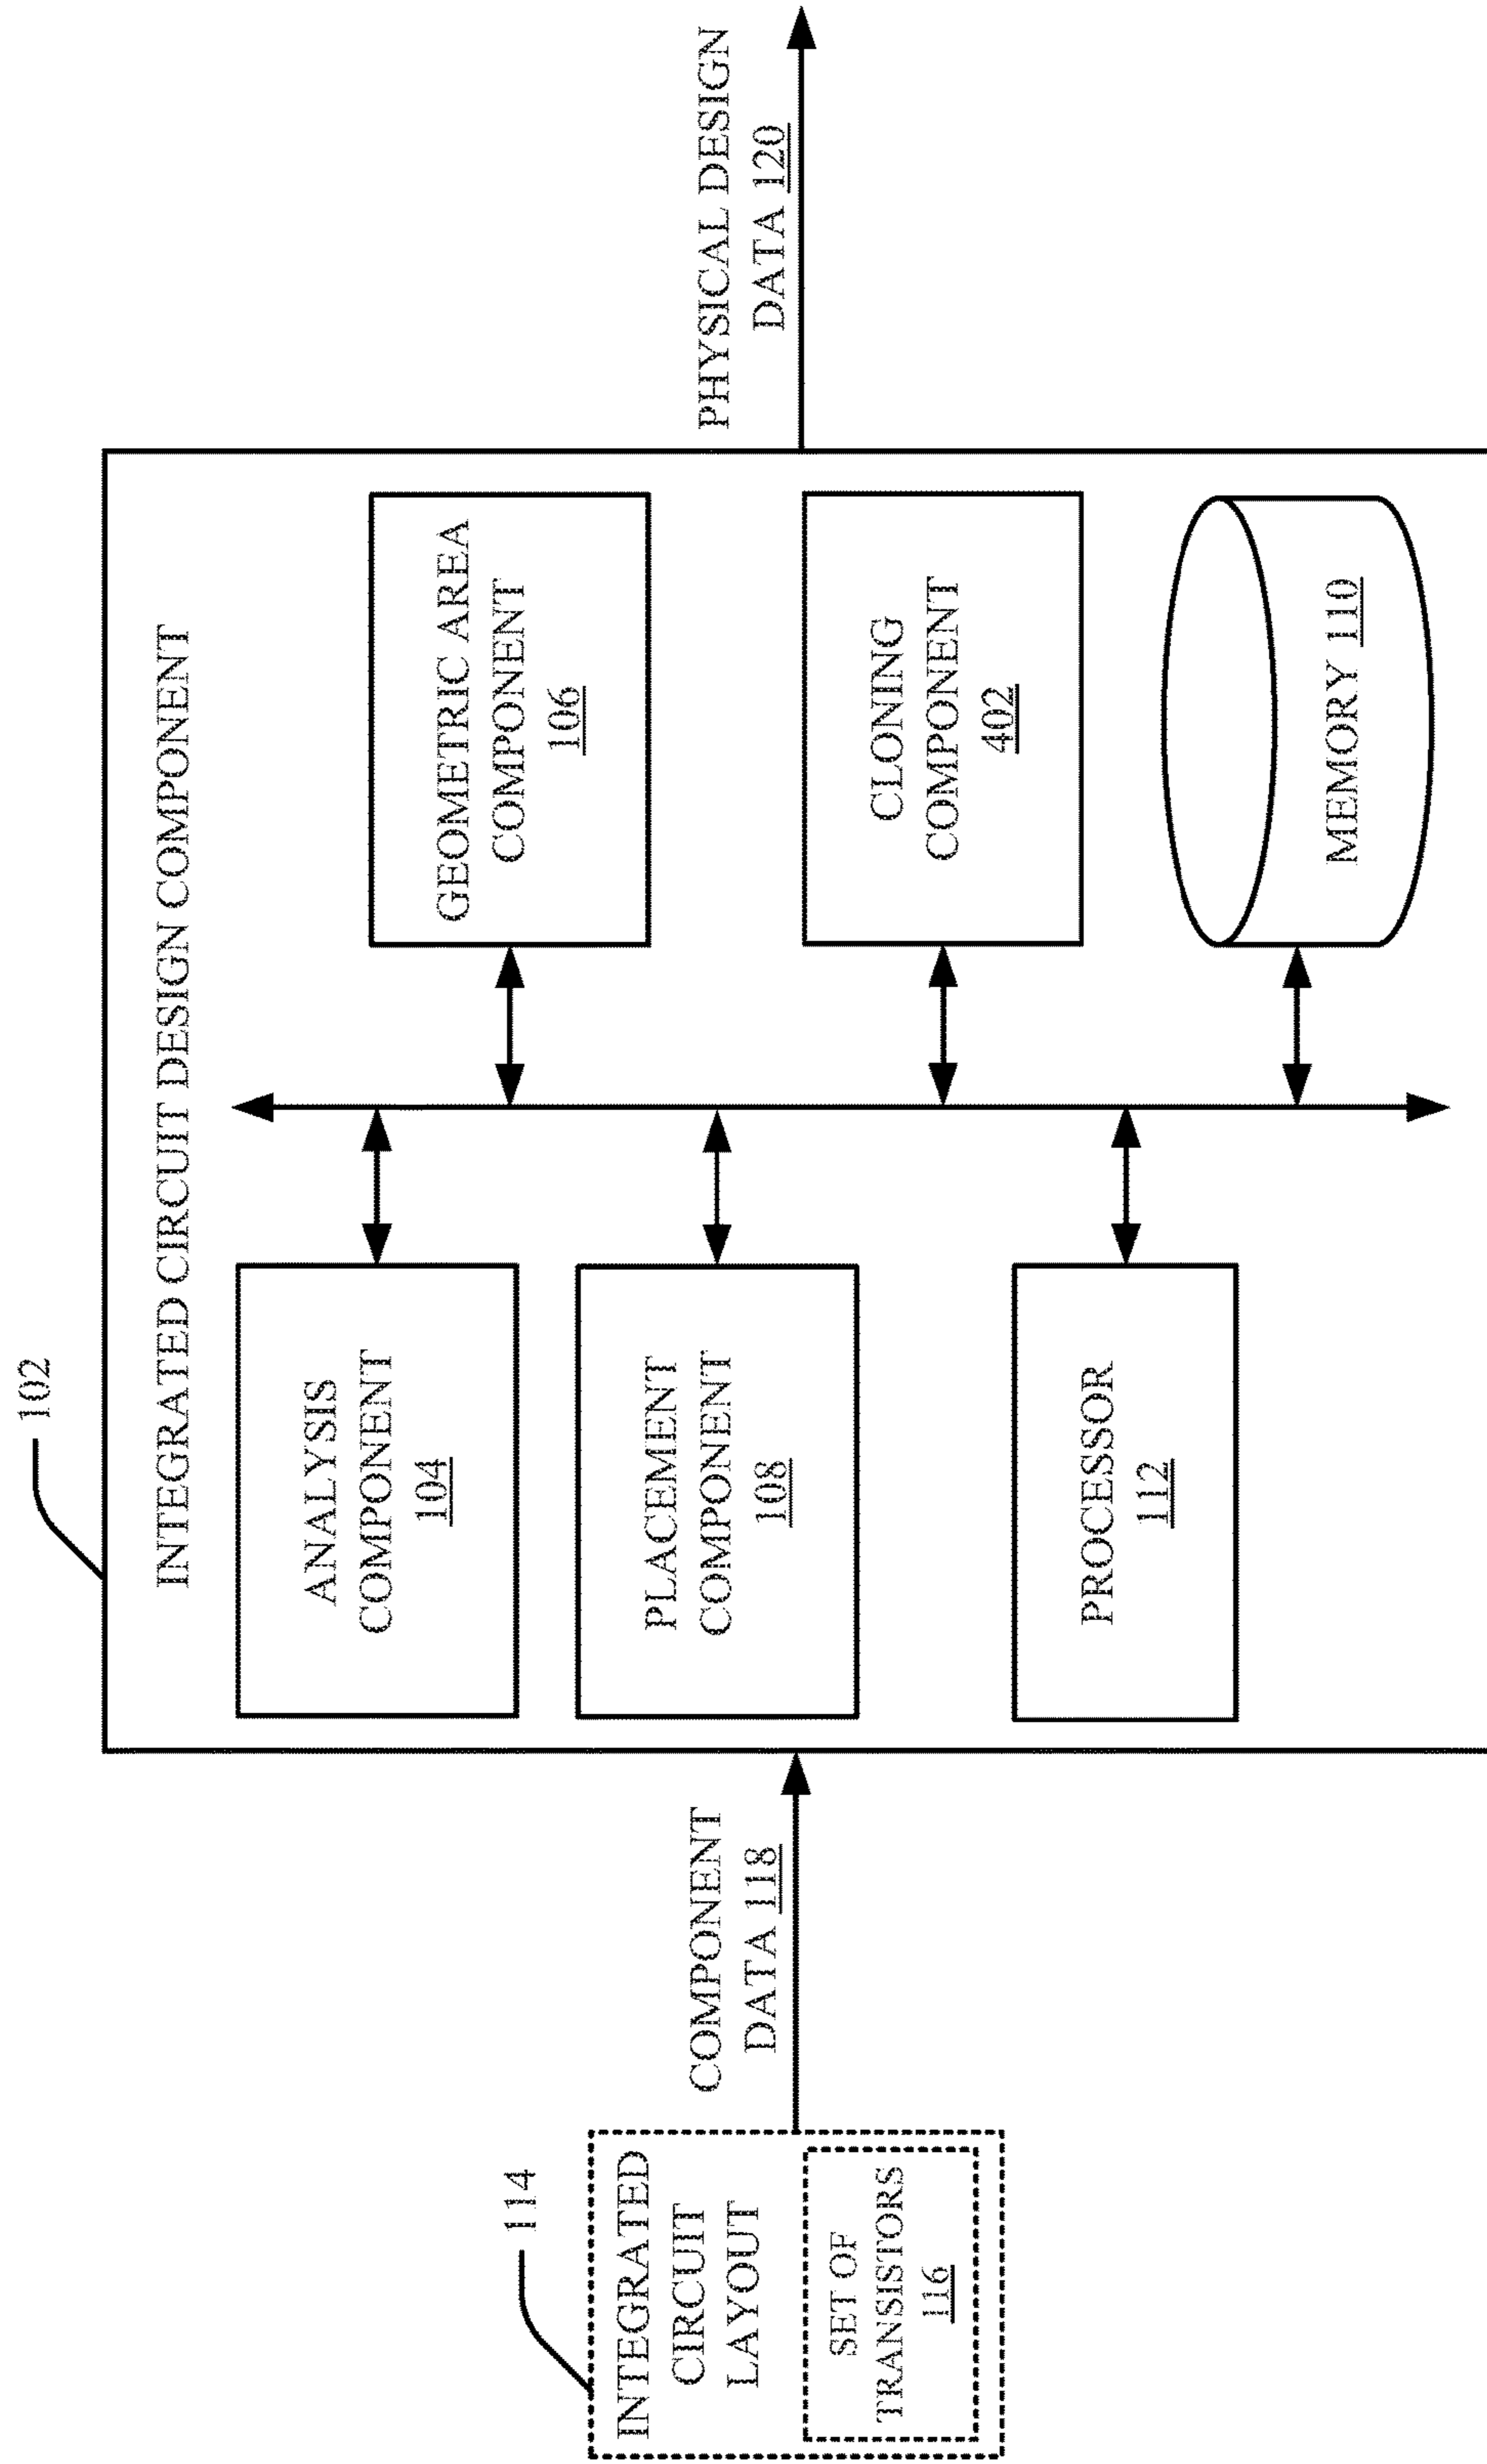 102
INTEGRATED CIRCUIT DESIGN COMPONENT
114
INTEGRATED
CIRCUIT
LAYOUT
SET OF
TRANSISTORS
116
COMPONENT
DATA 118
ANALYSIS
COMPONENT
104
PLACEMENT
COMPONENT
108
PROCESSOR
112
GEOMETRIC AREA
COMPONENT
106
CLONING
COMPONENT
402
MEMORY 110
PHYSICAL DESIGN
DATA 120